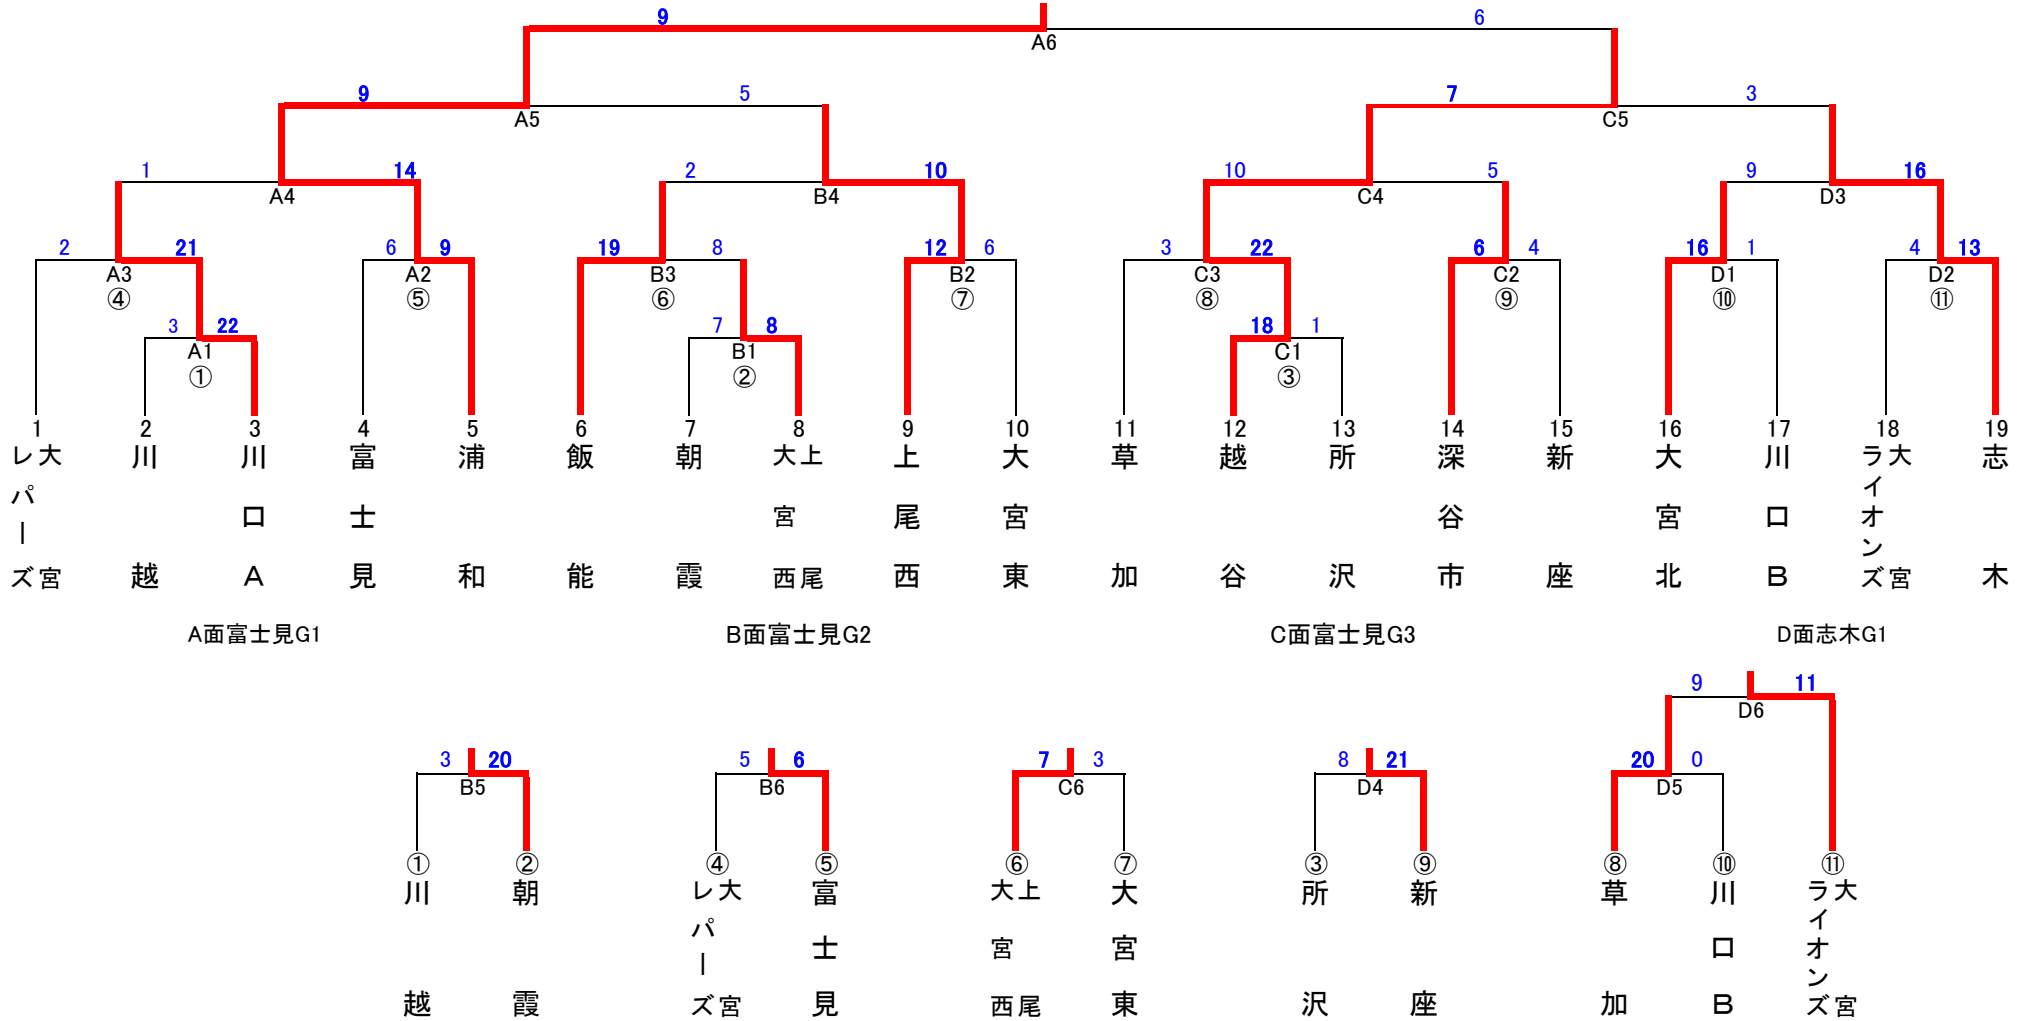 9 6
A6
9 5 7 3
A5 C5
1 14 2 10 10 5 9 16
A4 B4 C4 D3
2 21 6 9 19 8 12 6 3 22 6 4 16 1 4 13
A3 A2 B3 B2 C3 C2 D1 D2
④ ⑤ ⑥ ⑦ ⑧ ⑨ ⑩ ⑪
3 22 7 8 18 1
A1 B1 C1
① ② ③
1 2 3 4 5 6 7 8 9 10 11 12 13 14 15 16 17 18 19
大宮レパーズ
川越
川口A
富士見
浦和
飯能
朝霞
上尾大宮西
上尾西
大宮東
草加
越谷
所沢
深谷市
新座
大宮北
川口B
大宮ライオンズ
志木
A面富士見G1 B面富士見G2 C面富士見G3 D面志木G1
9 11
D6
3 20 5 6 7 3 8 21 20 0
B5 B6 C6 D4 D5
① ② ④ ⑤ ⑥ ⑦ ③ ⑨ ⑧ ⑩ ⑪
川越
朝霞
大宮レパーズ
富士見
上尾大宮西
大宮東
所沢
新座
草加
川口B
大宮ライオンズ